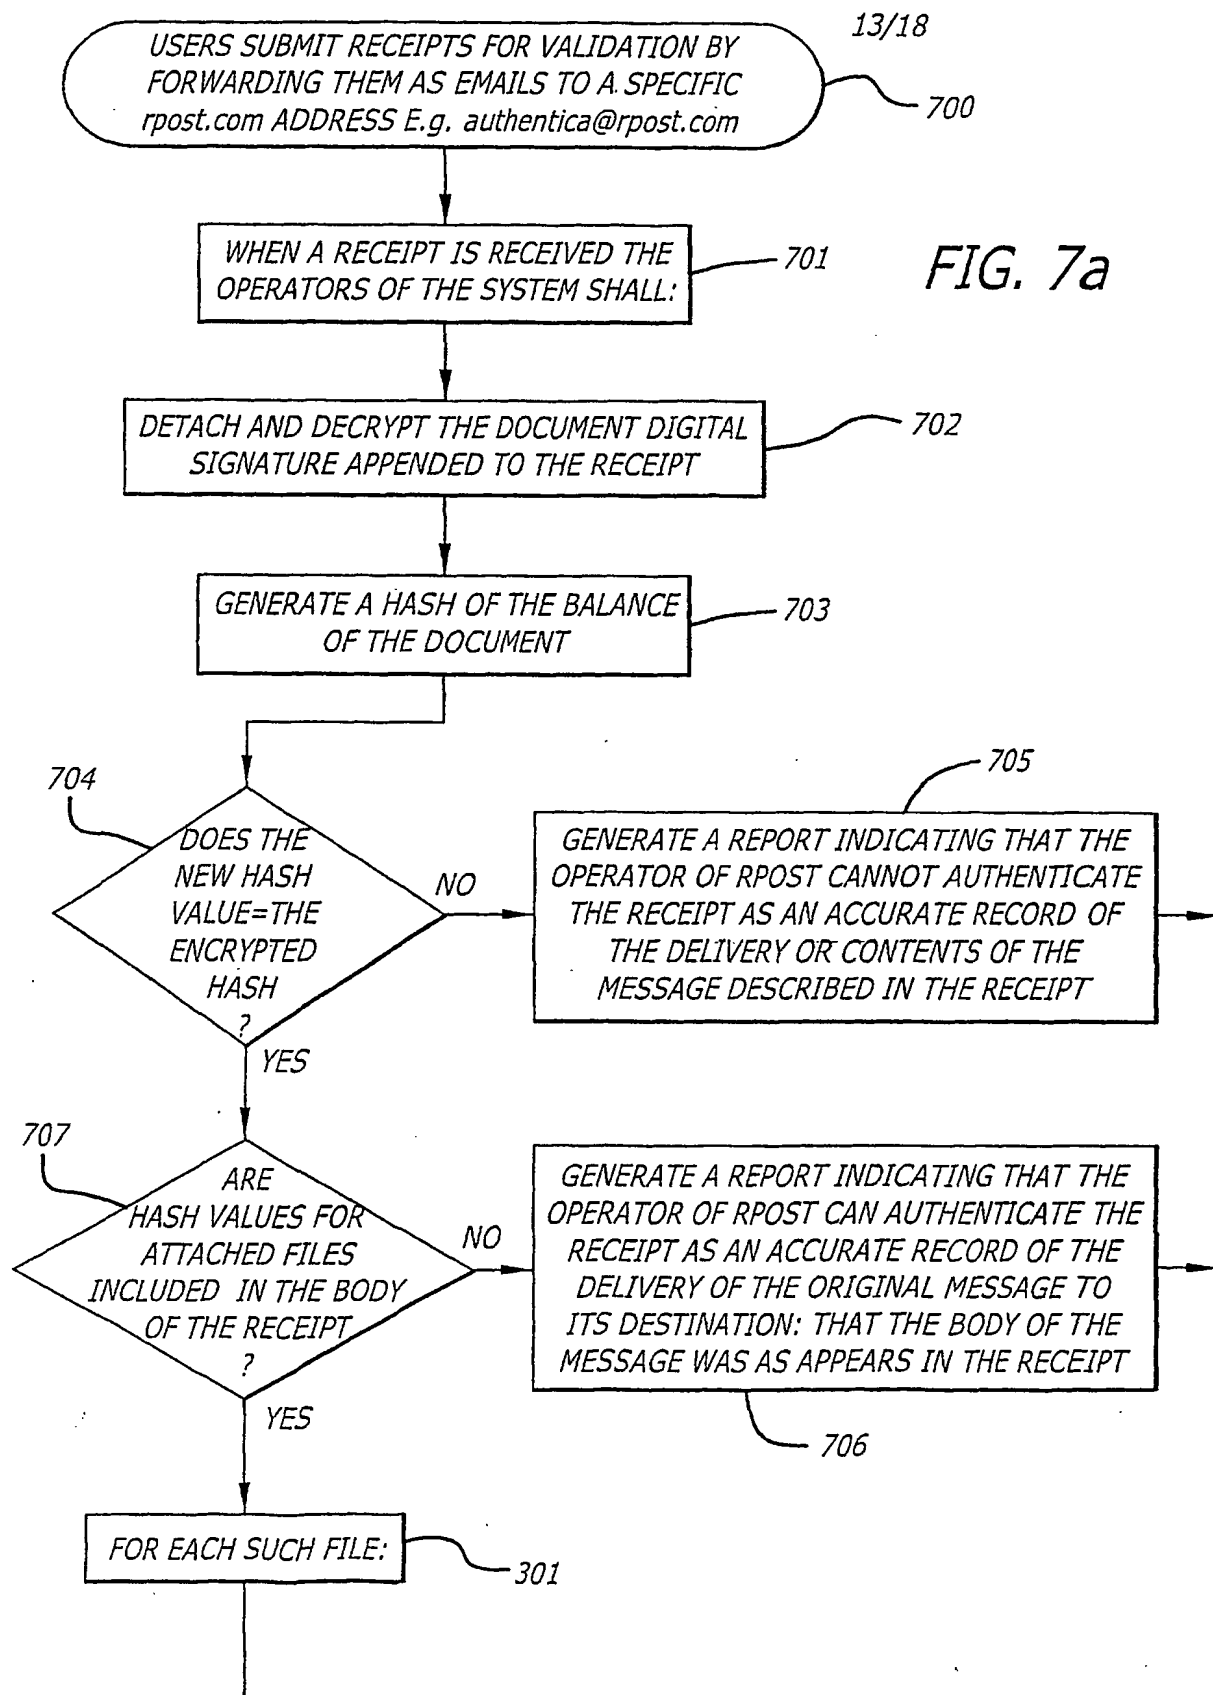 13/18
USERS SUBMIT RECEIPTS FOR VALIDATION BY
FORWARDING THEM AS EMAILS TO A SPECIFIC
rpost.com ADDRESS E.g. authentica@rpost.com
700
WHEN A RECEIPT IS RECEIVED THE
OPERATORS OF THE SYSTEM SHALL:
701
FIG. 7a
DETACH AND DECRYPT THE DOCUMENT DIGITAL
SIGNATURE APPENDED TO THE RECEIPT
702
GENERATE A HASH OF THE BALANCE
OF THE DOCUMENT
703
704
DOES THE
NEW HASH
VALUE=THE
ENCRYPTED
HASH
?
NO
YES
705
GENERATE A REPORT INDICATING THAT THE
OPERATOR OF RPOST CANNOT AUTHENTICATE
THE RECEIPT AS AN ACCURATE RECORD OF
THE DELIVERY OR CONTENTS OF THE
MESSAGE DESCRIBED IN THE RECEIPT
707
ARE
HASH VALUES FOR
ATTACHED FILES
INCLUDED IN THE BODY
OF THE RECEIPT
?
NO
YES
GENERATE A REPORT INDICATING THAT THE
OPERATOR OF RPOST CAN AUTHENTICATE THE
RECEIPT AS AN ACCURATE RECORD OF THE
DELIVERY OF THE ORIGINAL MESSAGE TO
ITS DESTINATION: THAT THE BODY OF THE
MESSAGE WAS AS APPEARS IN THE RECEIPT
706
FOR EACH SUCH FILE:
301